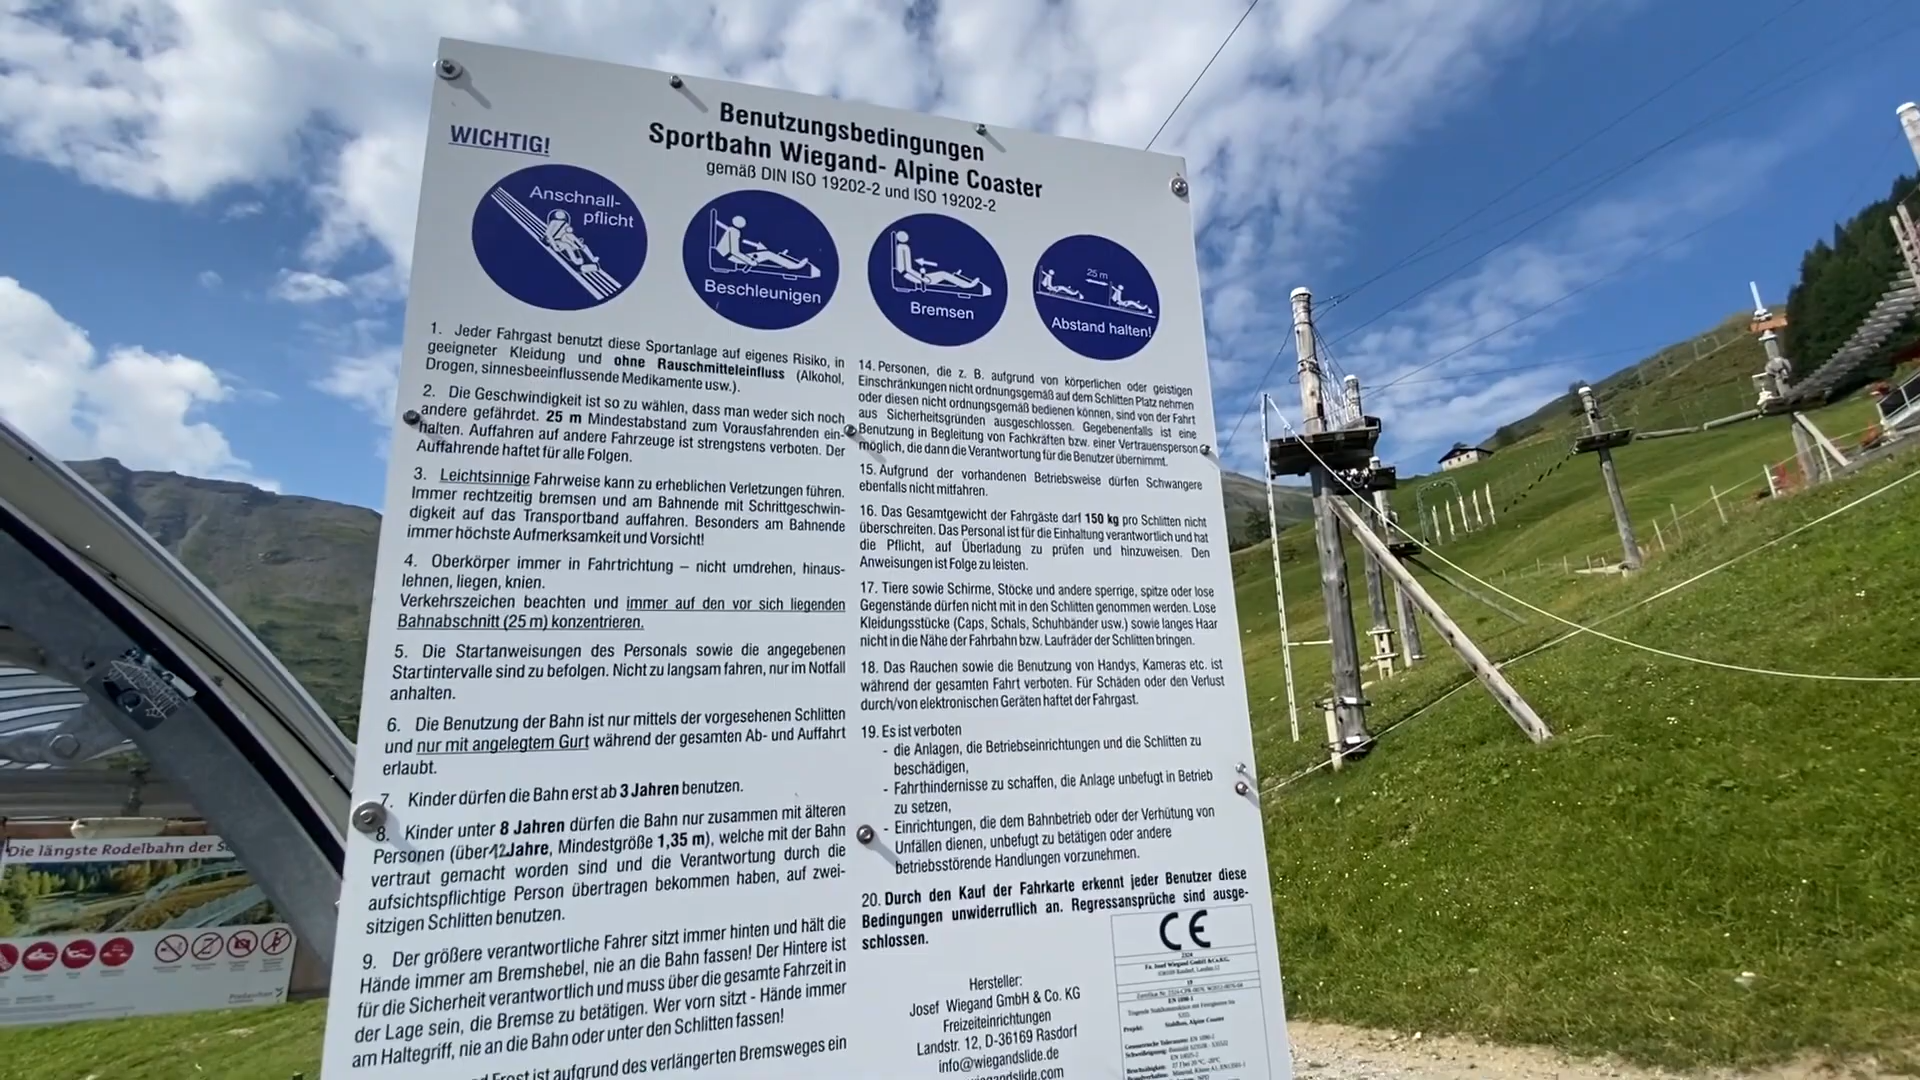 WICHTIG!
Benutzungsbedingungen
Sportbahn Wiegand- Alpine Coaster
gemäß DIN ISO 19202-2 und ISO 19202-2
Anschnall-
pflicht
Beschleunigen
Bremsen
25 m
Abstand halten!
1. Jeder Fahrgast benutzt diese Sportanlage auf eigenes Risiko, in
geeigneter Kleidung und ohne Rauschmitteleinfluss (Alkohol,
Drogen, sinnesbeeinflussende Medikamente usw.).
2. Die Geschwindigkeit ist so zu wählen, dass man weder sich noch
andere gefährdet. 25 m Mindestabstand zum Vorausfahrenden ein-
halten. Auffahren auf andere Fahrzeuge ist strengstens verboten. Der
Auffahrende haftet für alle Folgen.
3. Leichtsinnige Fahrweise kann zu erheblichen Verletzungen führen.
Immer rechtzeitig bremsen und am Bahnende mit Schrittgeschwin-
digkeit auf das Transportband auffahren. Besonders am Bahnende
immer höchste Aufmerksamkeit und Vorsicht!
4. Oberkörper immer in Fahrtrichtung – nicht umdrehen, hinaus-
lehnen, liegen, knien.
Verkehrszeichen beachten und immer auf den vor sich liegenden
Bahnabschnitt (25 m) konzentrieren.
5. Die Startanweisungen des Personals sowie die angegebenen
Startintervalle sind zu befolgen. Nicht zu langsam fahren, nur im Notfall
anhalten.
6. Die Benutzung der Bahn ist nur mittels der vorgesehenen Schlitten
und nur mit angelegtem Gurt während der gesamten Ab- und Auffahrt
erlaubt.
7. Kinder dürfen die Bahn erst ab 3 Jahren benutzen.
8. Kinder unter 8 Jahren dürfen die Bahn nur zusammen mit älteren
Personen (über 12 Jahre, Mindestgröße 1,35 m), welche mit der Bahn
vertraut gemacht worden sind und die Verantwortung durch die
aufsichtspflichtige Person übertragen bekommen haben, auf zwei-
sitzigen Schlitten benutzen.
9. Der größere verantwortliche Fahrer sitzt immer hinten und hält die
Hände immer am Bremshebel, nie an die Bahn fassen! Der Hintere ist
für die Sicherheit verantwortlich und muss über die gesamte Fahrzeit in
der Lage sein, die Bremse zu betätigen. Wer vorn sitzt - Hände immer
am Haltegriff, nie an die Bahn oder unter den Schlitten fassen!
Frost ist aufgrund des verlängerten Bremsweges ein
14. Personen, die z. B. aufgrund von körperlichen oder geistigen
Einschränkungen nicht ordnungsgemäß auf dem Schlitten Platz nehmen
oder diesen nicht ordnungsgemäß bedienen können, sind von der Fahrt
aus Sicherheitsgründen ausgeschlossen. Gegebenenfalls ist eine
Benutzung in Begleitung von Fachkräften bzw. einer Vertrauensperson
möglich, die dann die Verantwortung für die Benutzer übernimmt.
15. Aufgrund der vorhandenen Betriebsweise dürfen Schwangere
ebenfalls nicht mitfahren.
16. Das Gesamtgewicht der Fahrgäste darf 150 kg pro Schlitten nicht
überschreiten. Das Personal ist für die Einhaltung verantwortlich und hat
die Pflicht, auf Überladung zu prüfen und hinzuweisen. Den
Anweisungen ist Folge zu leisten.
17. Tiere sowie Schirme, Stöcke und andere sperrige, spitze oder lose
Gegenstände dürfen nicht mit in den Schlitten genommen werden. Lose
Kleidungsstücke (Caps, Schals, Schuhbänder usw.) sowie langes Haar
nicht in die Nähe der Fahrbahn bzw. Laufräder der Schlitten bringen.
18. Das Rauchen sowie die Benutzung von Handys, Kameras etc. ist
während der gesamten Fahrt verboten. Für Schäden oder den Verlust
durch/von elektronischen Geräten haftet der Fahrgast.
19. Es ist verboten
- die Anlagen, die Betriebseinrichtungen und die Schlitten zu
beschädigen,
- Fahrthindernisse zu schaffen, die Anlage unbefugt in Betrieb
zu setzen,
- Einrichtungen, die dem Bahnbetrieb oder der Verhütung von
Unfällen dienen, unbefugt zu betätigen oder andere
betriebsstörende Handlungen vorzunehmen.
20. Durch den Kauf der Fahrkarte erkennt jeder Benutzer diese
Bedingungen unwiderruflich an. Regressansprüche sind ausge-
schlossen.
Hersteller:
Josef Wiegand GmbH & Co. KG
Freizeiteinrichtungen
Landstr. 12, D-36169 Rasdorf
info@wiegandslide.de
CE
Die längste Rodelbahn der